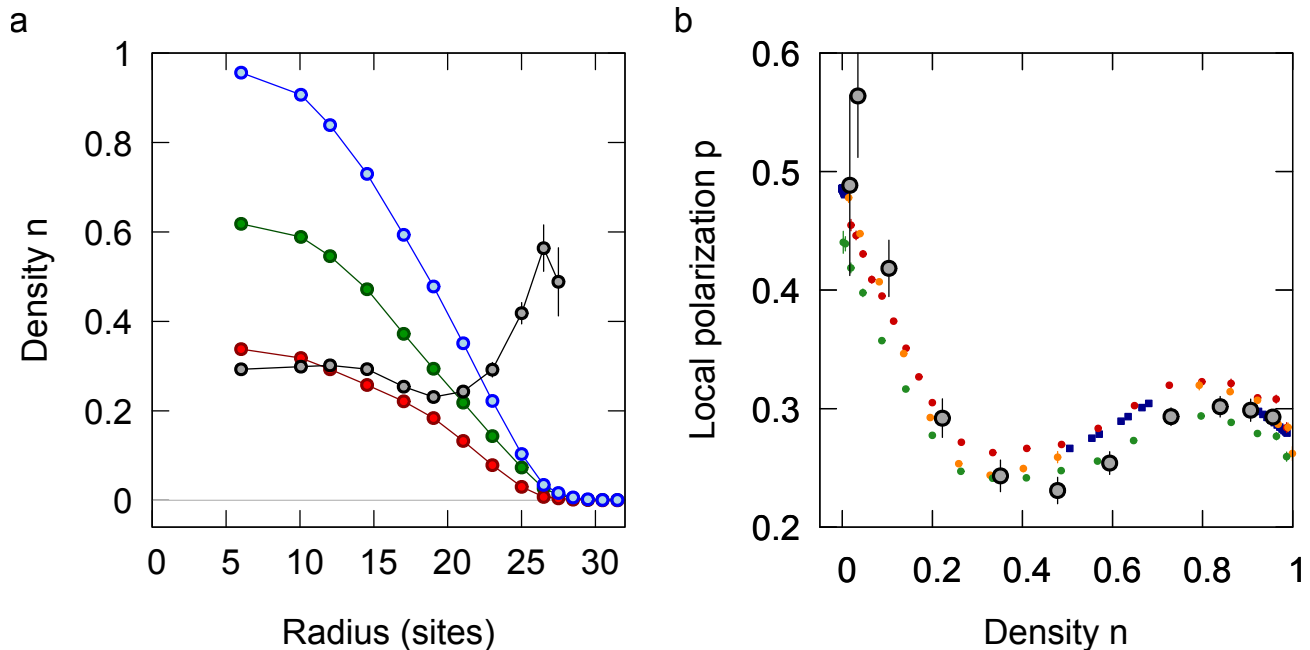 a
Density n
1
0.8
0.6
0.4
0.2
0
0 5 10 15 20 25 30
Radius (sites)
b
Local polarization p
0.6
0.5
0.4
0.3
0.2
0 0.2 0.4 0.6 0.8 1
Density n